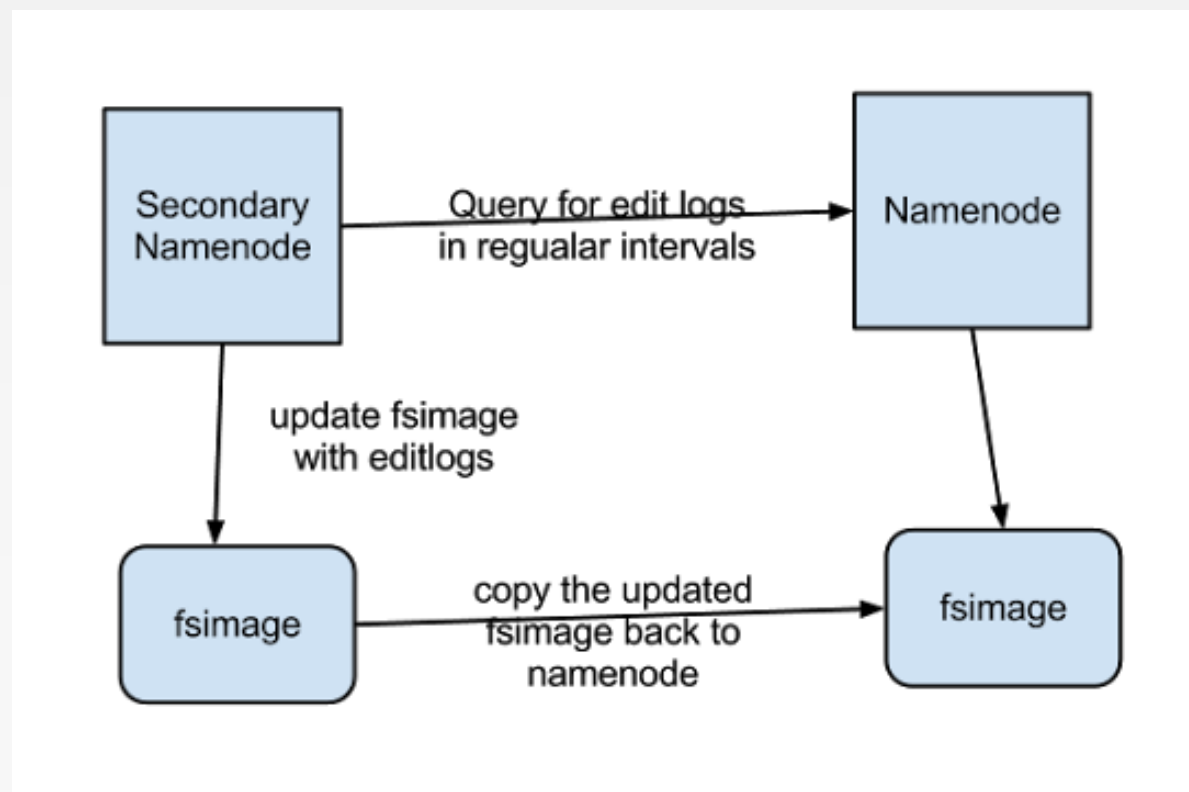 Secondary
Namenode
Query for edit logs
in regualar intervals
Namenode
update fsimage
with editlogs
fsimage
copy the updated
fsimage back to
namenode
fsimage